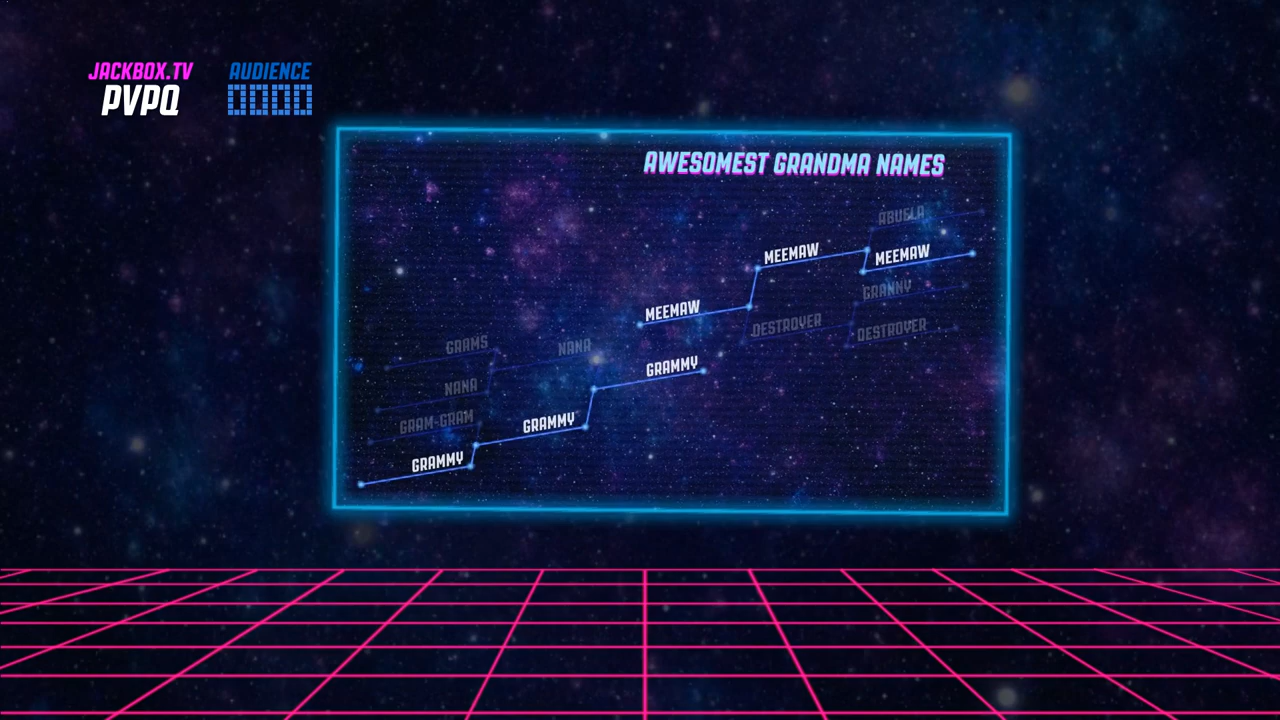 JACKBOX.TV
PVPQ
AUDIENCE
0000
AWESOMEST GRANDMA NAMES
ABUELA
MEEMAW
MEEMAW
MEEMAW
GRANNY
DESTROYER
DESTROYER
GRAMS
NANA
GRAMMY
NANA
GRAM-GRAM
GRAMMY
GRAMMY